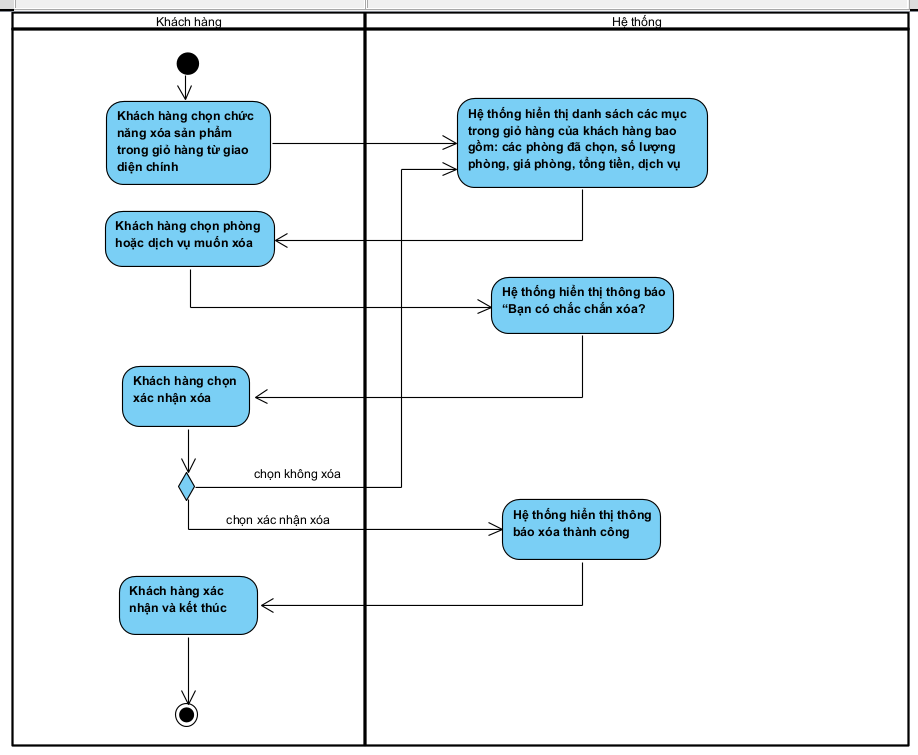 Khách hàng
Hệ thống
Khách hàng chọn chức
năng xóa sản phẩm
trong giỏ hàng từ giao
diện chính
Hệ thống hiển thị danh sách các mục
trong giỏ hàng của khách hàng bao
gồm: các phòng đã chọn, số lượng
phòng, giá phòng, tổng tiền, dịch vụ
Khách hàng chọn phòng
hoặc dịch vụ muốn xóa
Hệ thống hiển thị thông báo
“Bạn có chắc chắn xóa?
Khách hàng chọn
xác nhận xóa
chọn không xóa
chọn xác nhận xóa
Hệ thống hiển thị thông
báo xóa thành công
Khách hàng xác
nhận và kết thúc